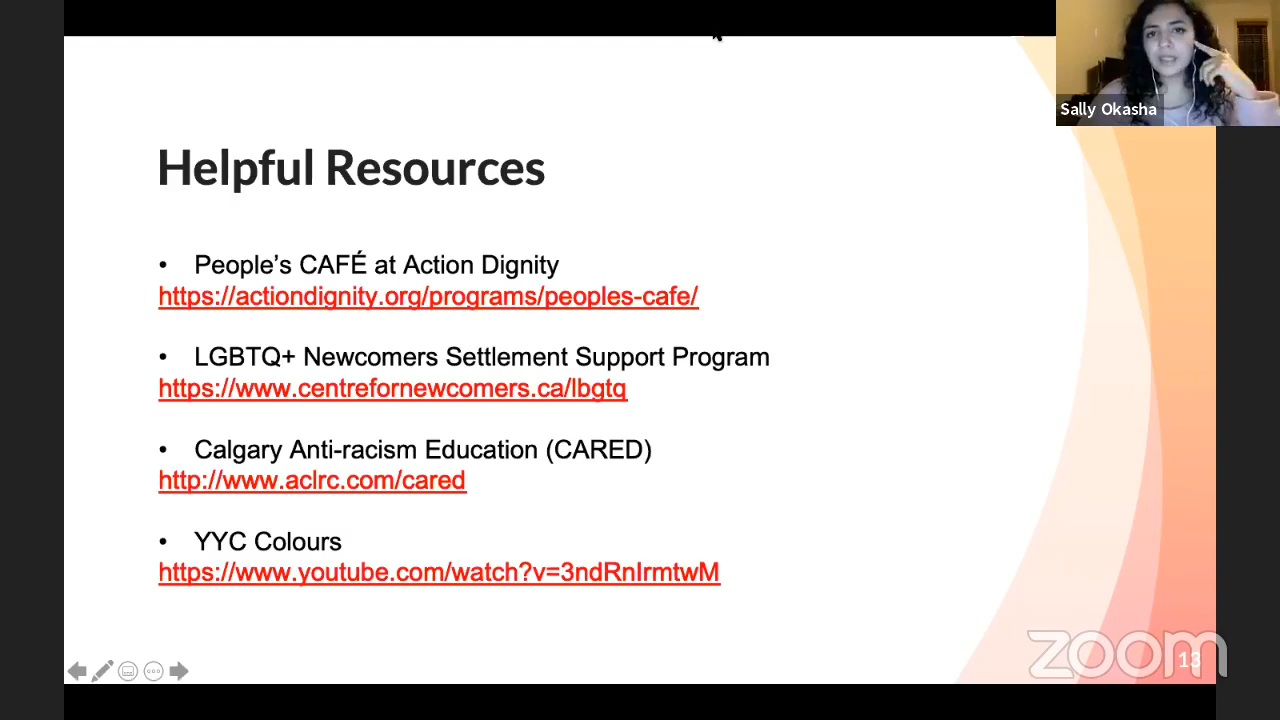 Sally Okasha
Helpful Resources
• People's CAFÉ at Action Dignity
https://actiondignity.org/programs/peoples-cafe/
• LGBTQ+ Newcomers Settlement Support Program
https://www.centrefornewcomers.ca/lbgtq
• Calgary Anti-racism Education (CARED)
http://www.aclrc.com/cared
• YYC Colours
https://www.youtube.com/watch?v=3ndRnIrmtwM
zoom
13